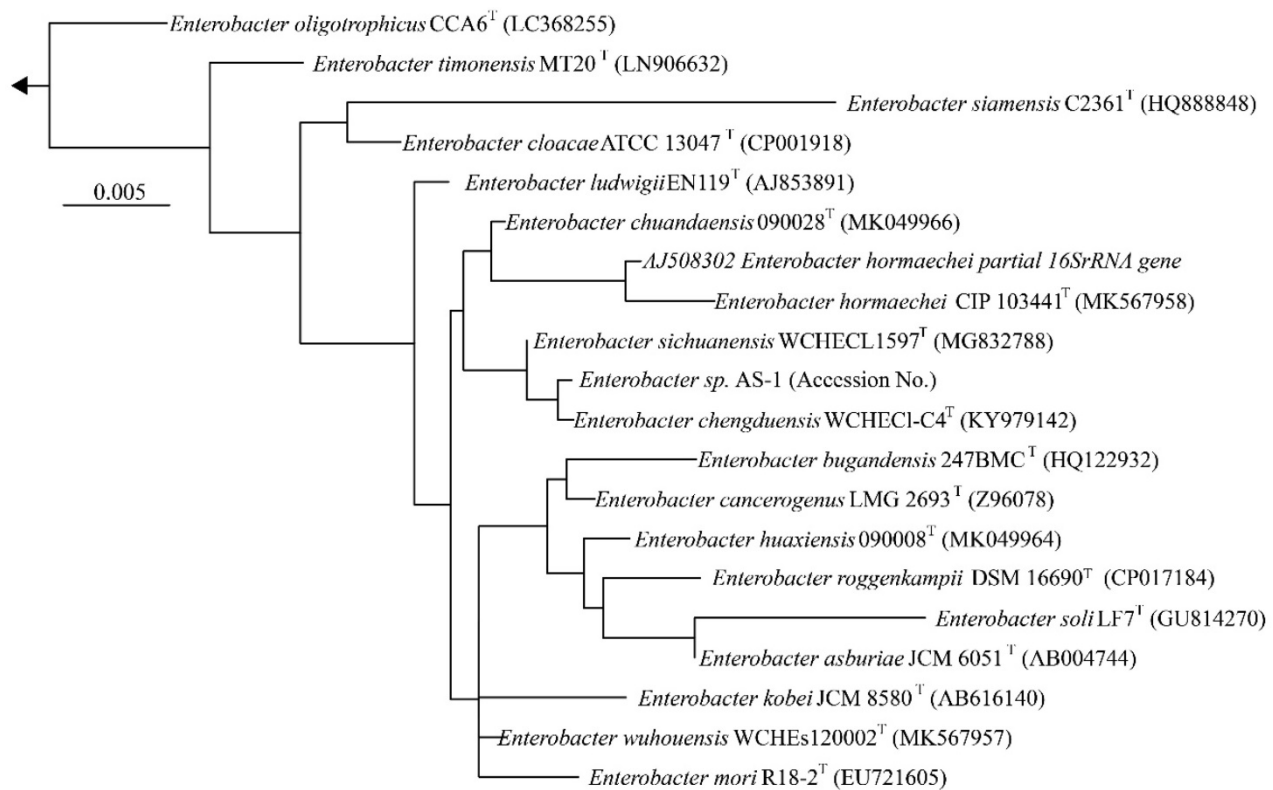 Enterobacter oligotrophicus CCA6T (LC368255)
Enterobacter timonensis MT20 T (LN906632)
Enterobacter siamensis C2361T (HQ888848)
Enterobacter cloacae ATCC 13047 T (CP001918)
Enterobacter ludwigii EN119T (AJ853891)
0.005
Enterobacter chuandaensis 090028T (MK049966)
AJ508302 Enterobacter hormaechei partial 16SrRNA gene
Enterobacter hormaechei CIP 103441T (MK567958)
Enterobacter sichuanensis WCHECL1597T (MG832788)
Enterobacter sp. AS-1 (Accession No.)
Enterobacter chengduensis WCHECl-C4T (KY979142)
Enterobacter bugandensis 247BMCT (HQ122932)
Enterobacter cancerogenus LMG 2693T (Z96078)
Enterobacter huaxiensis 090008T (MK049964)
Enterobacter roggenkampii DSM 16690T (CP017184)
Enterobacter soli LF7T (GU814270)
Enterobacter asburiae JCM 6051 T (AB004744)
Enterobacter kobei JCM 8580 T (AB616140)
Enterobacter wuhouensis WCHEs120002T (MK567957)
Enterobacter mori R18-2T (EU721605)